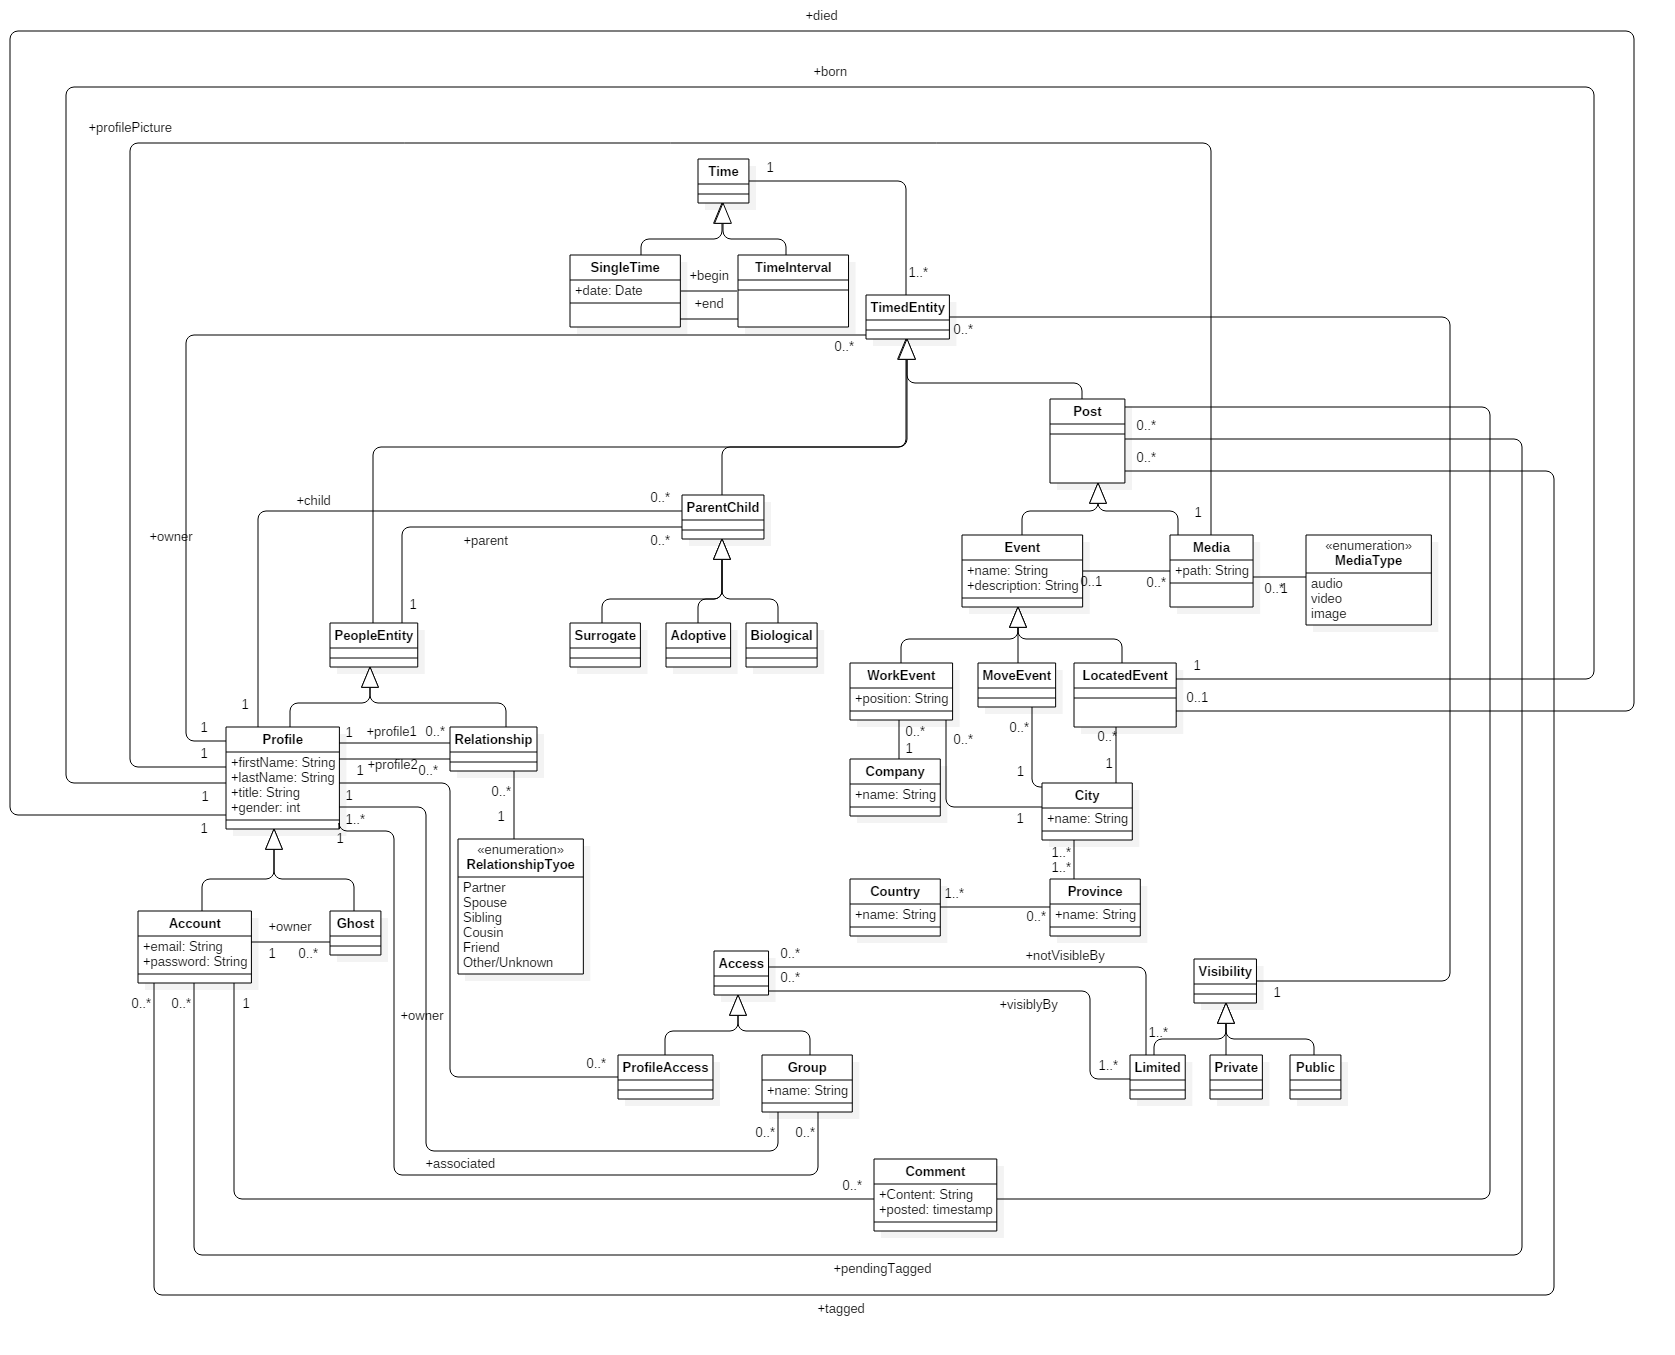 +died
+born
+profilePicture
Time
1
SingleTime
+date: Date
+begin
+end
TimeInterval
1..*
TimedEntity
0..*
0..*
Post
0..*
0..*
+child
0..*
ParentChild
+parent
0..*
+owner
1
Event
+name: String
+description: String
0..1
0..*
Media
+path: String
0..*
1
«enumeration»
MediaType
audio
video
image
1
PeopleEntity
Surrogate
Adoptive
Biological
WorkEvent
+position: String
MoveEvent
LocatedEvent
1
0..1
1
1
1
1
1
Profile
+firstName: String
+lastName: String
+title: String
+gender: int
1
+profile1
0..*
1
+profile2
0..*
1
1..*
1
Relationship
0..*
1
«enumeration»
RelationshipTyoe
Partner
Spouse
Sibling
Cousin
Friend
Other/Unknown
0..*
1
0..*
0..*
1
0..*
1
1
Company
+name: String
City
+name: String
1..*
1..*
Country
+name: String
1..*
0..*
Province
+name: String
Account
+email: String
+password: String
+owner
1
0..*
Ghost
0..*
0..*
1
+owner
Access
0..*
0..*
+notVisibleBy
+visiblyBy
Visibility
1
1..*
1..*
0..*
ProfileAccess
Group
+name: String
Limited
Private
Public
0..*
0..*
+associated
0..*
Comment
+Content: String
+posted: timestamp
+pendingTagged
+tagged